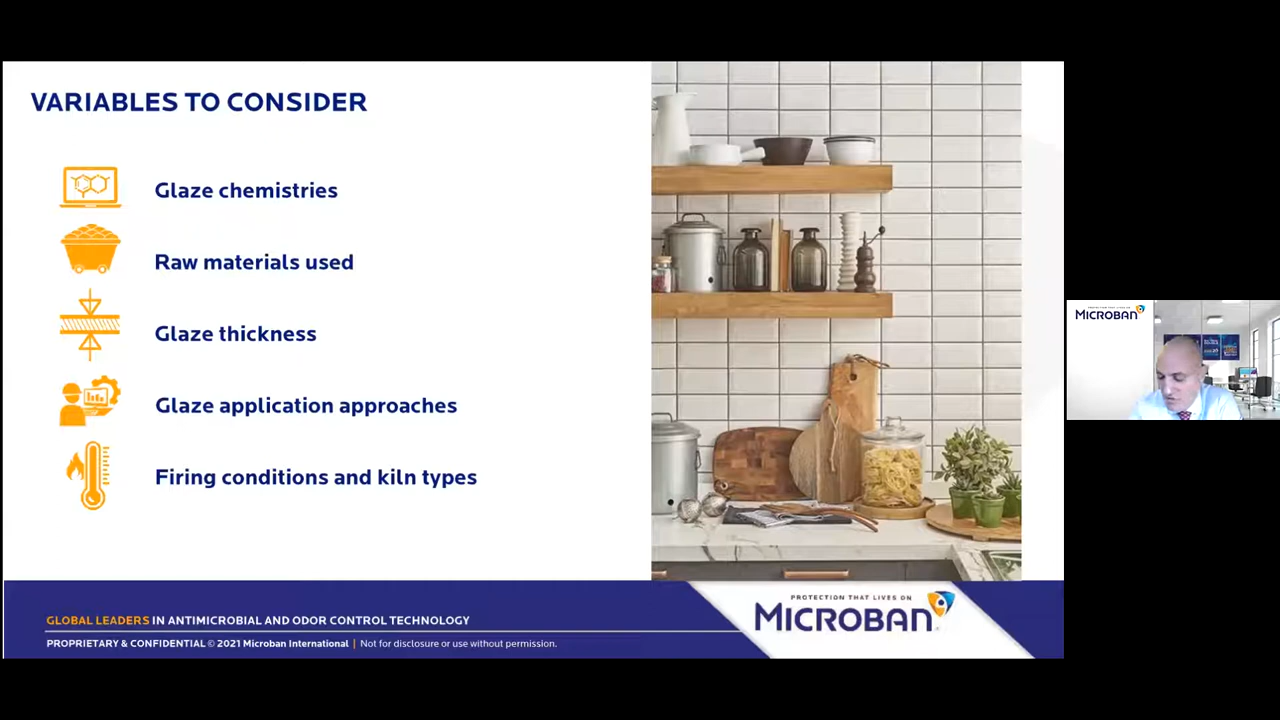 VARIABLES TO CONSIDER
Glaze chemistries
Raw materials used
Glaze thickness
Glaze application approaches
Firing conditions and kiln types
GLOBAL LEADERS IN ANTIMICROBIAL AND ODOR CONTROL TECHNOLOGY
PROPRIETARY & CONFIDENTIAL © 2021 Microban International | Not for disclosure or use without permission.
PROTECTION THAT LIVES ON
MICROBAN
MICROBAN